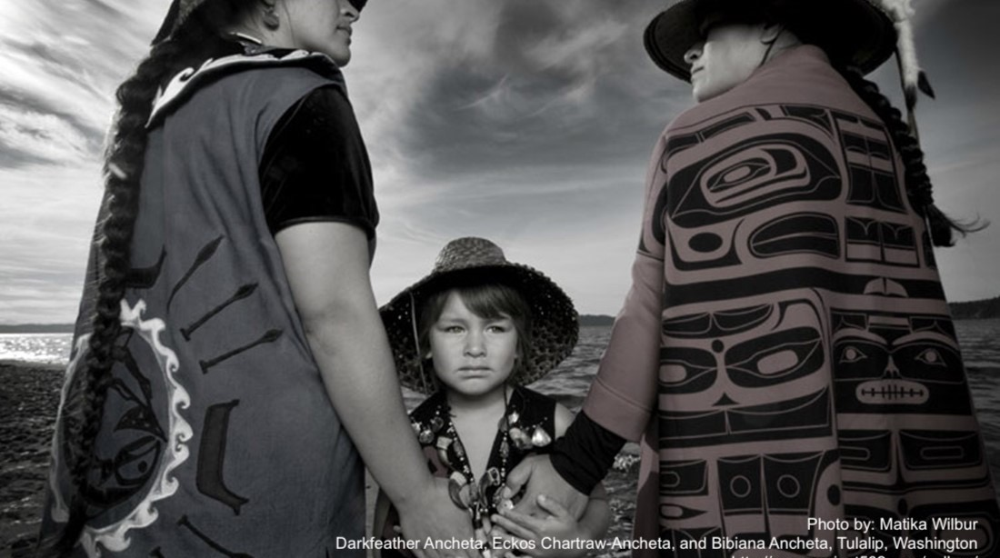 Photo by: Matika Wilbur
Darkfeather Ancheta, Eckos Chartraw-Ancheta, and Bibiana Ancheta, Tulalip, Washington